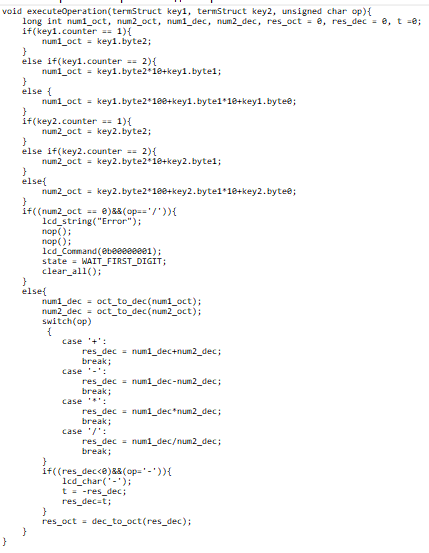 void executeOperation(termStruct key1, termStruct key2, unsigned char op){
    long int num1_oct, num2_oct, num1_dec, num2_dec, res_oct = 0, res_dec = 0, t =0;
    if(key1.counter == 1){
        num1_oct = key1.byte2;
    }
    else if(key1.counter == 2){
        num1_oct = key1.byte2*10+key1.byte1;
    }
    else {
        num1_oct = key1.byte2*100+key1.byte1*10+key1.byte0;
    }
    if(key2.counter == 1){
        num2_oct = key2.byte2;
    }
    else if(key2.counter == 2){
        num2_oct = key2.byte2*10+key2.byte1;
    }
    else{
        num2_oct = key2.byte2*100+key2.byte1*10+key2.byte0;
    }
    if((num2_oct == 0)&&(op=='/')){
        lcd_string("Error");
        nop();
        nop();
        lcd_Command(0b00000001);
        state = WAIT_FIRST_DIGIT;
        clear_all();
    }
    else{
        num1_dec = oct_to_dec(num1_oct);
        num2_dec = oct_to_dec(num2_oct);
        switch(op)
         {
            case '+':
                res_dec = num1_dec+num2_dec;
                break;
            case '-':
                res_dec = num1_dec-num2_dec;
                break;
            case '*':
                res_dec = num1_dec*num2_dec;
                break;
            case '/':
                res_dec = num1_dec/num2_dec;
                break;
        }
        if((res_dec<0)&&(op='-')){
            lcd_char('-');
            t = -res_dec;
            res_dec=t;
        }
        res_oct = dec_to_oct(res_dec);
    }
}